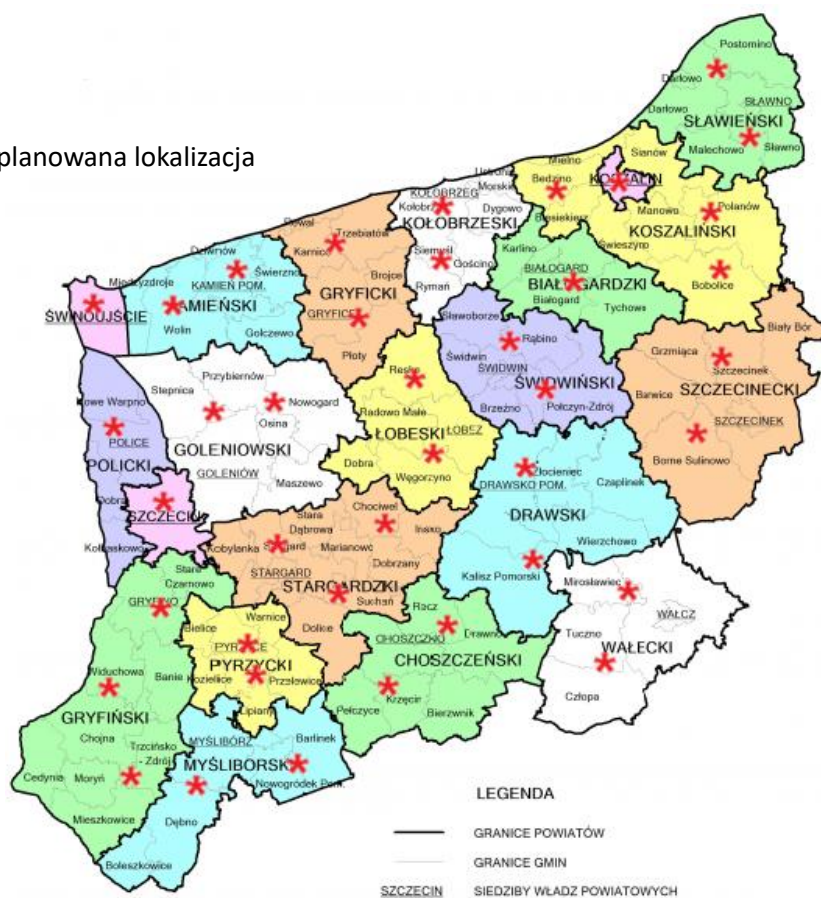 planowana lokalizacja
Postomino
Darłowo
SŁAWNO
Darłowo
SŁAWIEŃSKI
Malechowo
Sławno
Mielno
Sianów
Będzino
KOSZALIN
Polanów
Manowo
Biesiekierz
KOSZALIŃSKI
Świeszyno
Bobolice
KOŁOBRZEG
Dygowo
KOŁOBRZESKI
Siemyśl
Gościno
Rymań
Karlino
BIAŁOGARD
BIAŁOGARDZKI
Białogard
Tychowo
Trzebiatów
Karnice
Brojce
GRYFICKI
GRYFICE
Płoty
Dziwnów
Świerzno
Międzyzdroje
KAMIEŃ POM.
KAMIEŃSKI
Wolin
Golczewo
ŚWINOUJŚCIE
Sławoborze
Rąbino
Świdwin
ŚWIDWIN
ŚWIDWIŃSKI
Brzeżno
Połczyn-Zdrój
Biały Bór
Grzmiąca
Szczecinek
Barwice
SZCZECINECKI
SZCZECINEK
Borne Sulinowo
Przybiernów
Stepnica
Nowogard
Osina
GOLENIOWSKI
GOLENIÓW
Maszewo
Resko
Radowo Małe
ŁOBEZ
ŁOBESKI
Dobra
Węgorzyno
Nowe Warpno
POLICE
POLICKI
Dobra
Kołbaskowo
Złocieniec
DRAWSKO POM.
Czaplinek
DRAWSKI
Wierzchowo
Kalisz Pomorski
Chociwel
Stara
Dąbrowa
Kobylanka
Marianowo
Dobrzany
STARGARD
STARGARDZKI
Suchań
Dolice
Mirosławiec
WAŁCZ
Tuczno
WAŁECKI
Człopa
Stare
Czarnowo
GRYFINO
Widuchowa
Banie
GRYFIŃSKI
Chojna
Trzcińsko
- Zdrój
Cedynia
Moryń
Mieszkowice
Warnice
Bielice
PYRZYCE
PYRZYCKI
Kozielice
Przelewice
Lipiany
Drawno
CHOSZCZNO
CHOSZCZEŃSKI
Krzęcin
Pełczyce
Bierzwnik
MYŚLIBÓRZ
Barlinek
MYŚLIBORSKI
Nowogródek Pom.
Dębno
Boleszkowice
LEGENDA
GRANICE POWIATÓW
GRANICE GMIN
SZCZECIN SIEDZIBY WŁADZ POWIATOWYCH